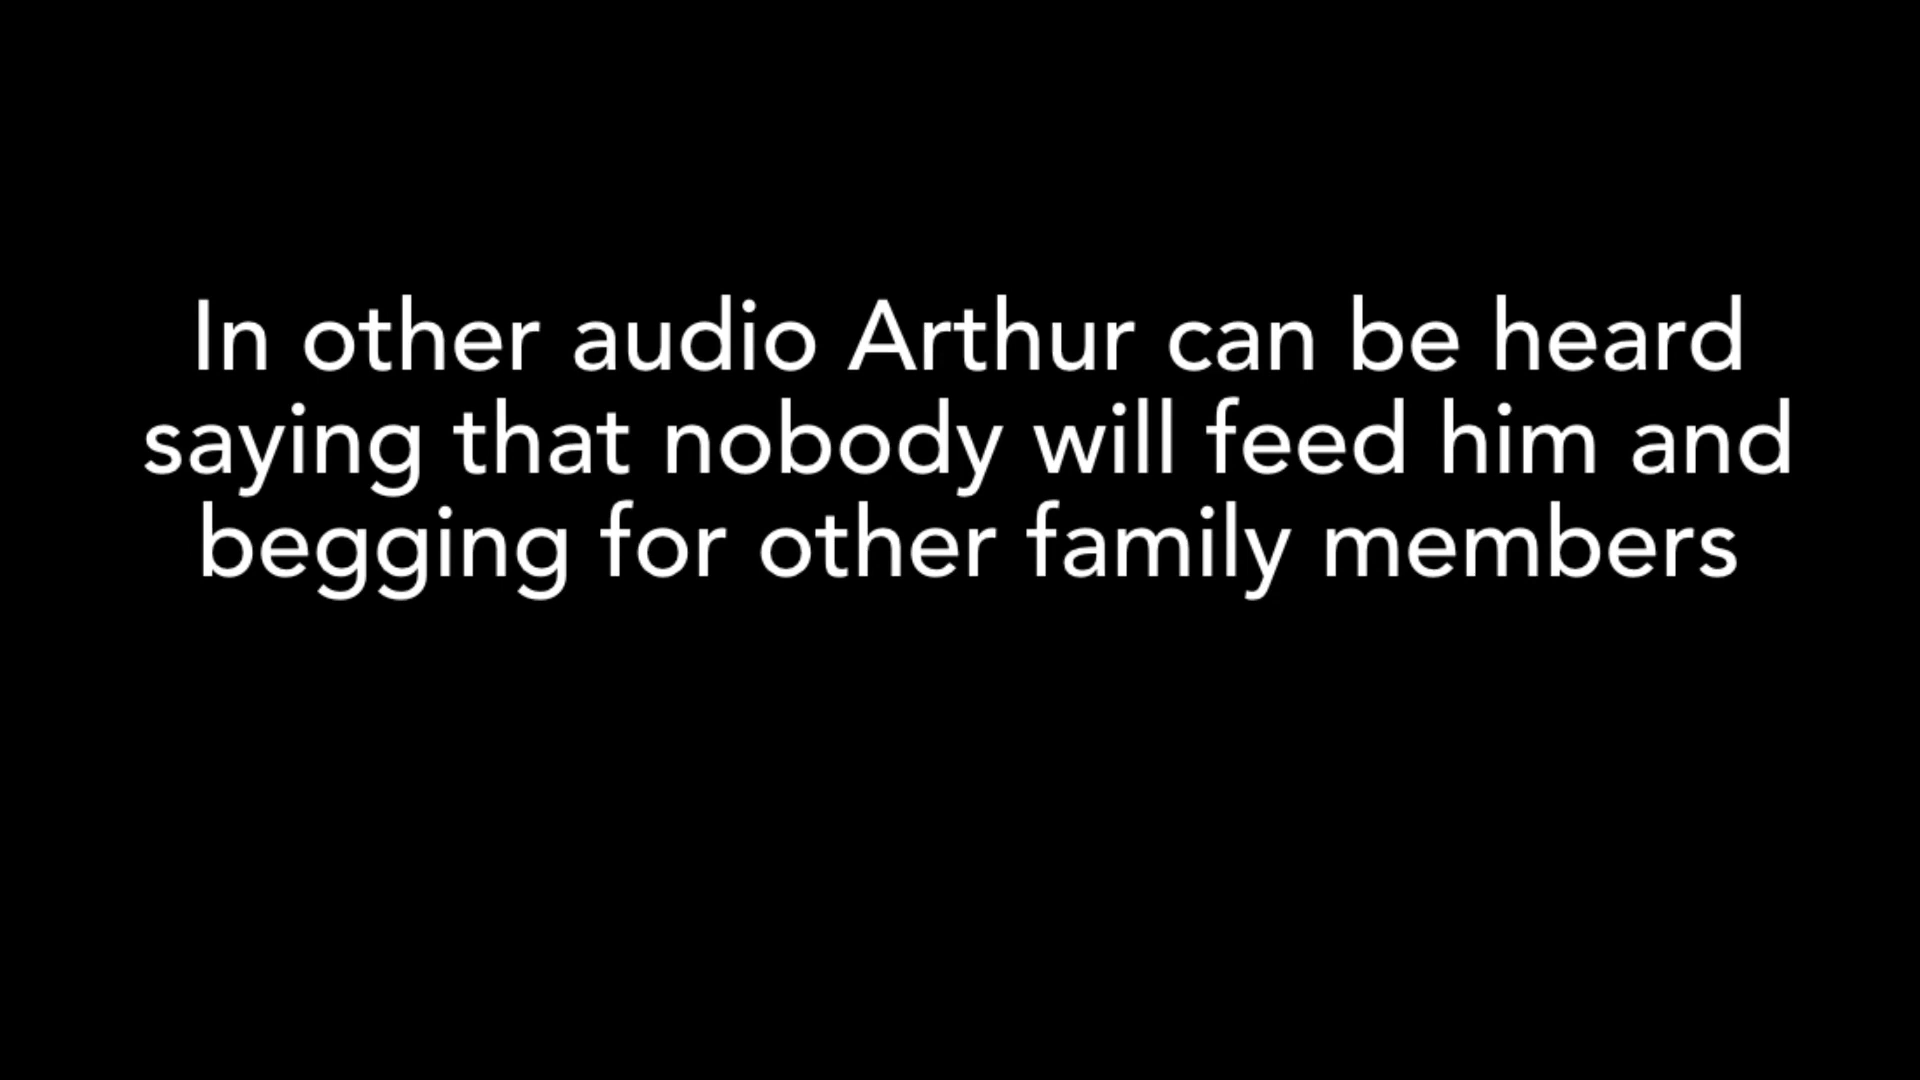 In other audio Arthur can be heard
saying that nobody will feed him and
begging for other family members